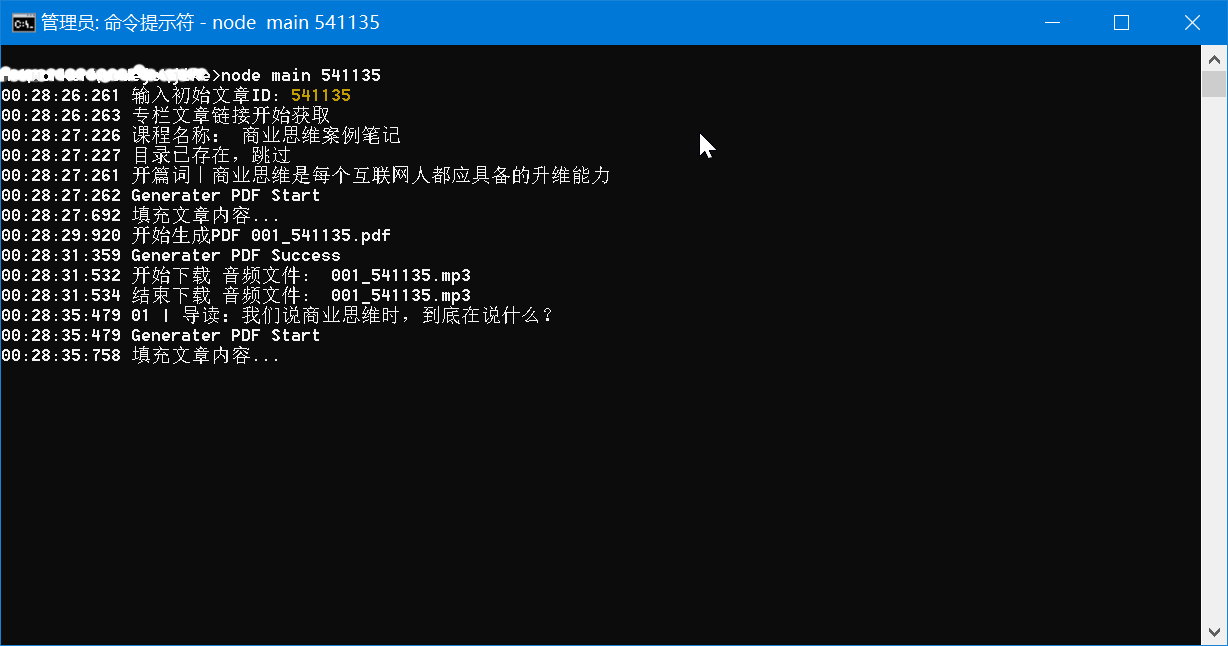 管理员: 命令提示符 - node  main 541135
>node main 541135
00:28:26:261 输入初始文章ID: 541135
00:28:26:263 专栏文章链接开始获取
00:28:27:226 课程名称： 商业思维案例笔记
00:28:27:227 目录已存在，跳过
00:28:27:261 开篇词｜商业思维是每个互联网人都应具备的升维能力
00:28:27:262 Generater PDF Start
00:28:27:692 填充文章内容...
00:28:29:920 开始生成PDF 001_541135.pdf
00:28:31:359 Generater PDF Success
00:28:31:532 开始下载 音频文件： 001_541135.mp3
00:28:31:534 结束下载 音频文件： 001_541135.mp3
00:28:35:479 01 | 导读：我们说商业思维时，到底在说什么？
00:28:35:479 Generater PDF Start
00:28:35:758 填充文章内容...